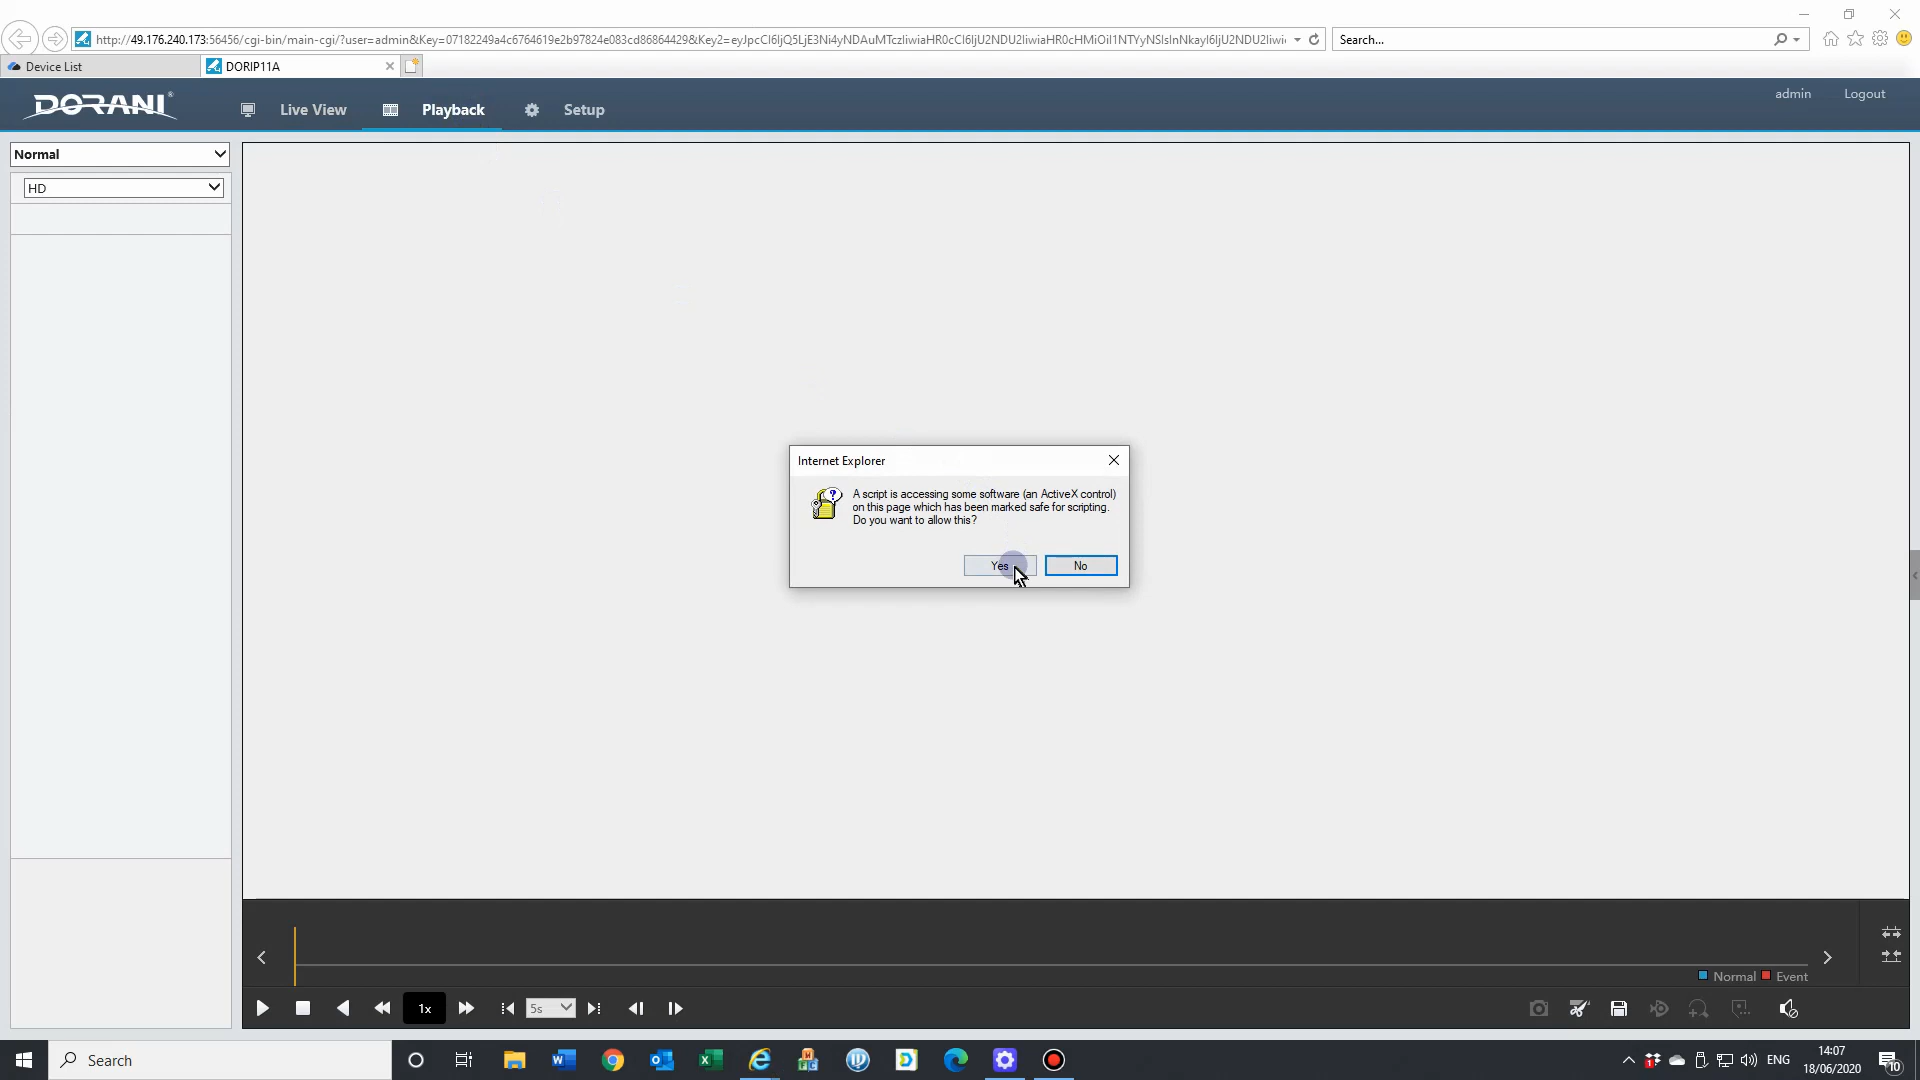 http://49.176.240.173:56456/cgi-bin/main-cgi/?user=admin&Key=07182249a4c6764619e2b97824e083cd86864429&Key2=
Search...
Device List
DORIP11A
DORANI®
Live View
Playback
Setup
admin
Logout
Normal
HD
Internet Explorer
A script is accessing some software (an ActiveX control)
on this page which has been marked safe for scripting.
Do you want to allow this?
Yes
No
Normal
Event
1x
5s
Search
ENG
14:07
18/06/2020
10